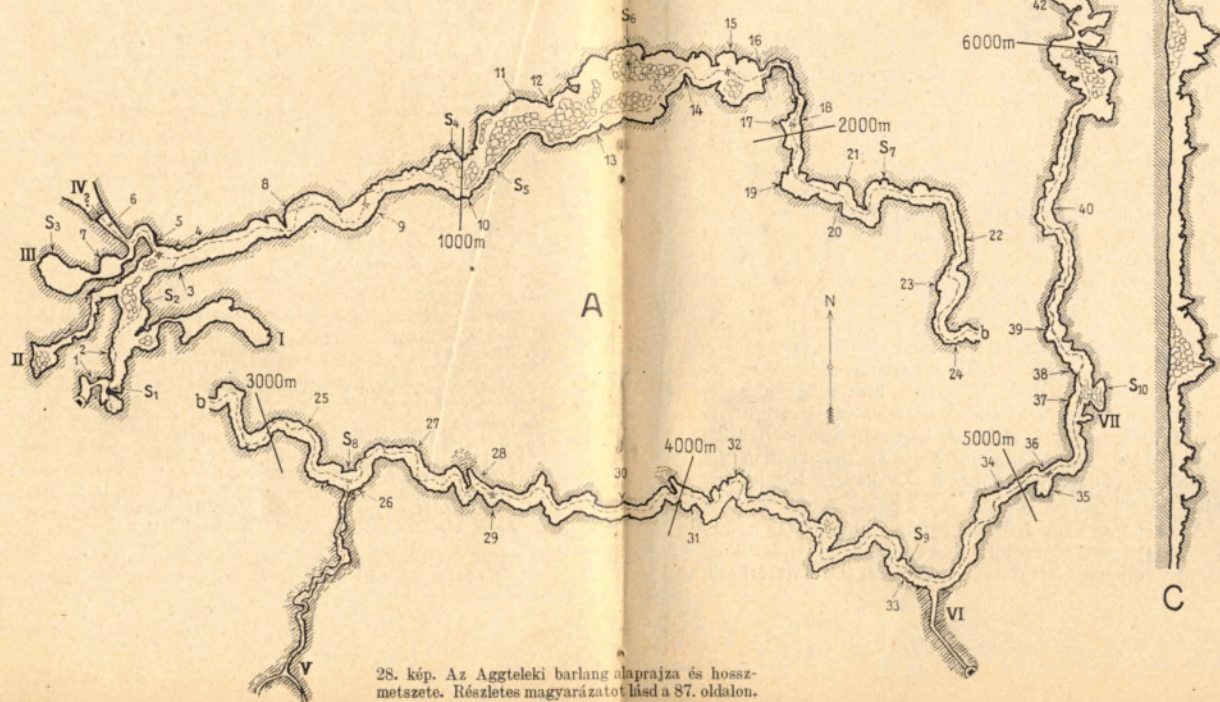 42
S6
15
16
6000m
41
11
12
14
17
18
2000m
S4
13
21
S7
S5
19
IV
2
6
8
9
10
1000m
20
40
S3
5
4
7
III
22
3
S2
A
23
N
39
II
1
2
I
b
24
38
S1
3000m
S10
37
b
25
VII
27
S8
4000m
32
5000m
36
28
34
30
26
35
29
31
S9
C
33
VI
V
28. kép. Az Aggteleki barlang alaprajza és hossz-
metszete. Részletes magyarázatot lásd a 87. oldalon.